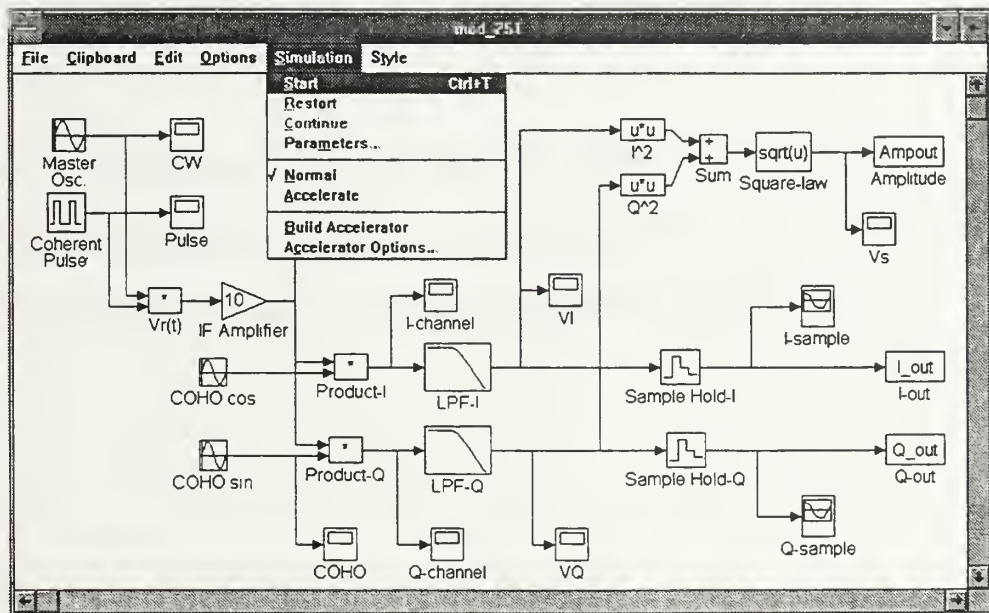 mod_251
File Clipboard Edit Options Simulation Style
Start Ctrl+T
Restart
Continue
Parameters...
√ Normal
Accelerate
Build Accelerator
Accelerator Options...
Master
Osc.
CW
Coherent
Pulse
Pulse
*
Vr(t)
10
IF Amplifier
u*u
I^2
u*u
Q^2
+
+
Sum
sqrt(u)
Square-law
Ampout
Amplitude
Vs
I-channel
VI
I-sample
COHO cos
*
Product-I
LPF-I
Sample Hold-I
I_out
I-out
COHO sin
*
Product-Q
LPF-Q
Sample Hold-Q
Q_out
Q-out
COHO
Q-channel
VQ
Q-sample